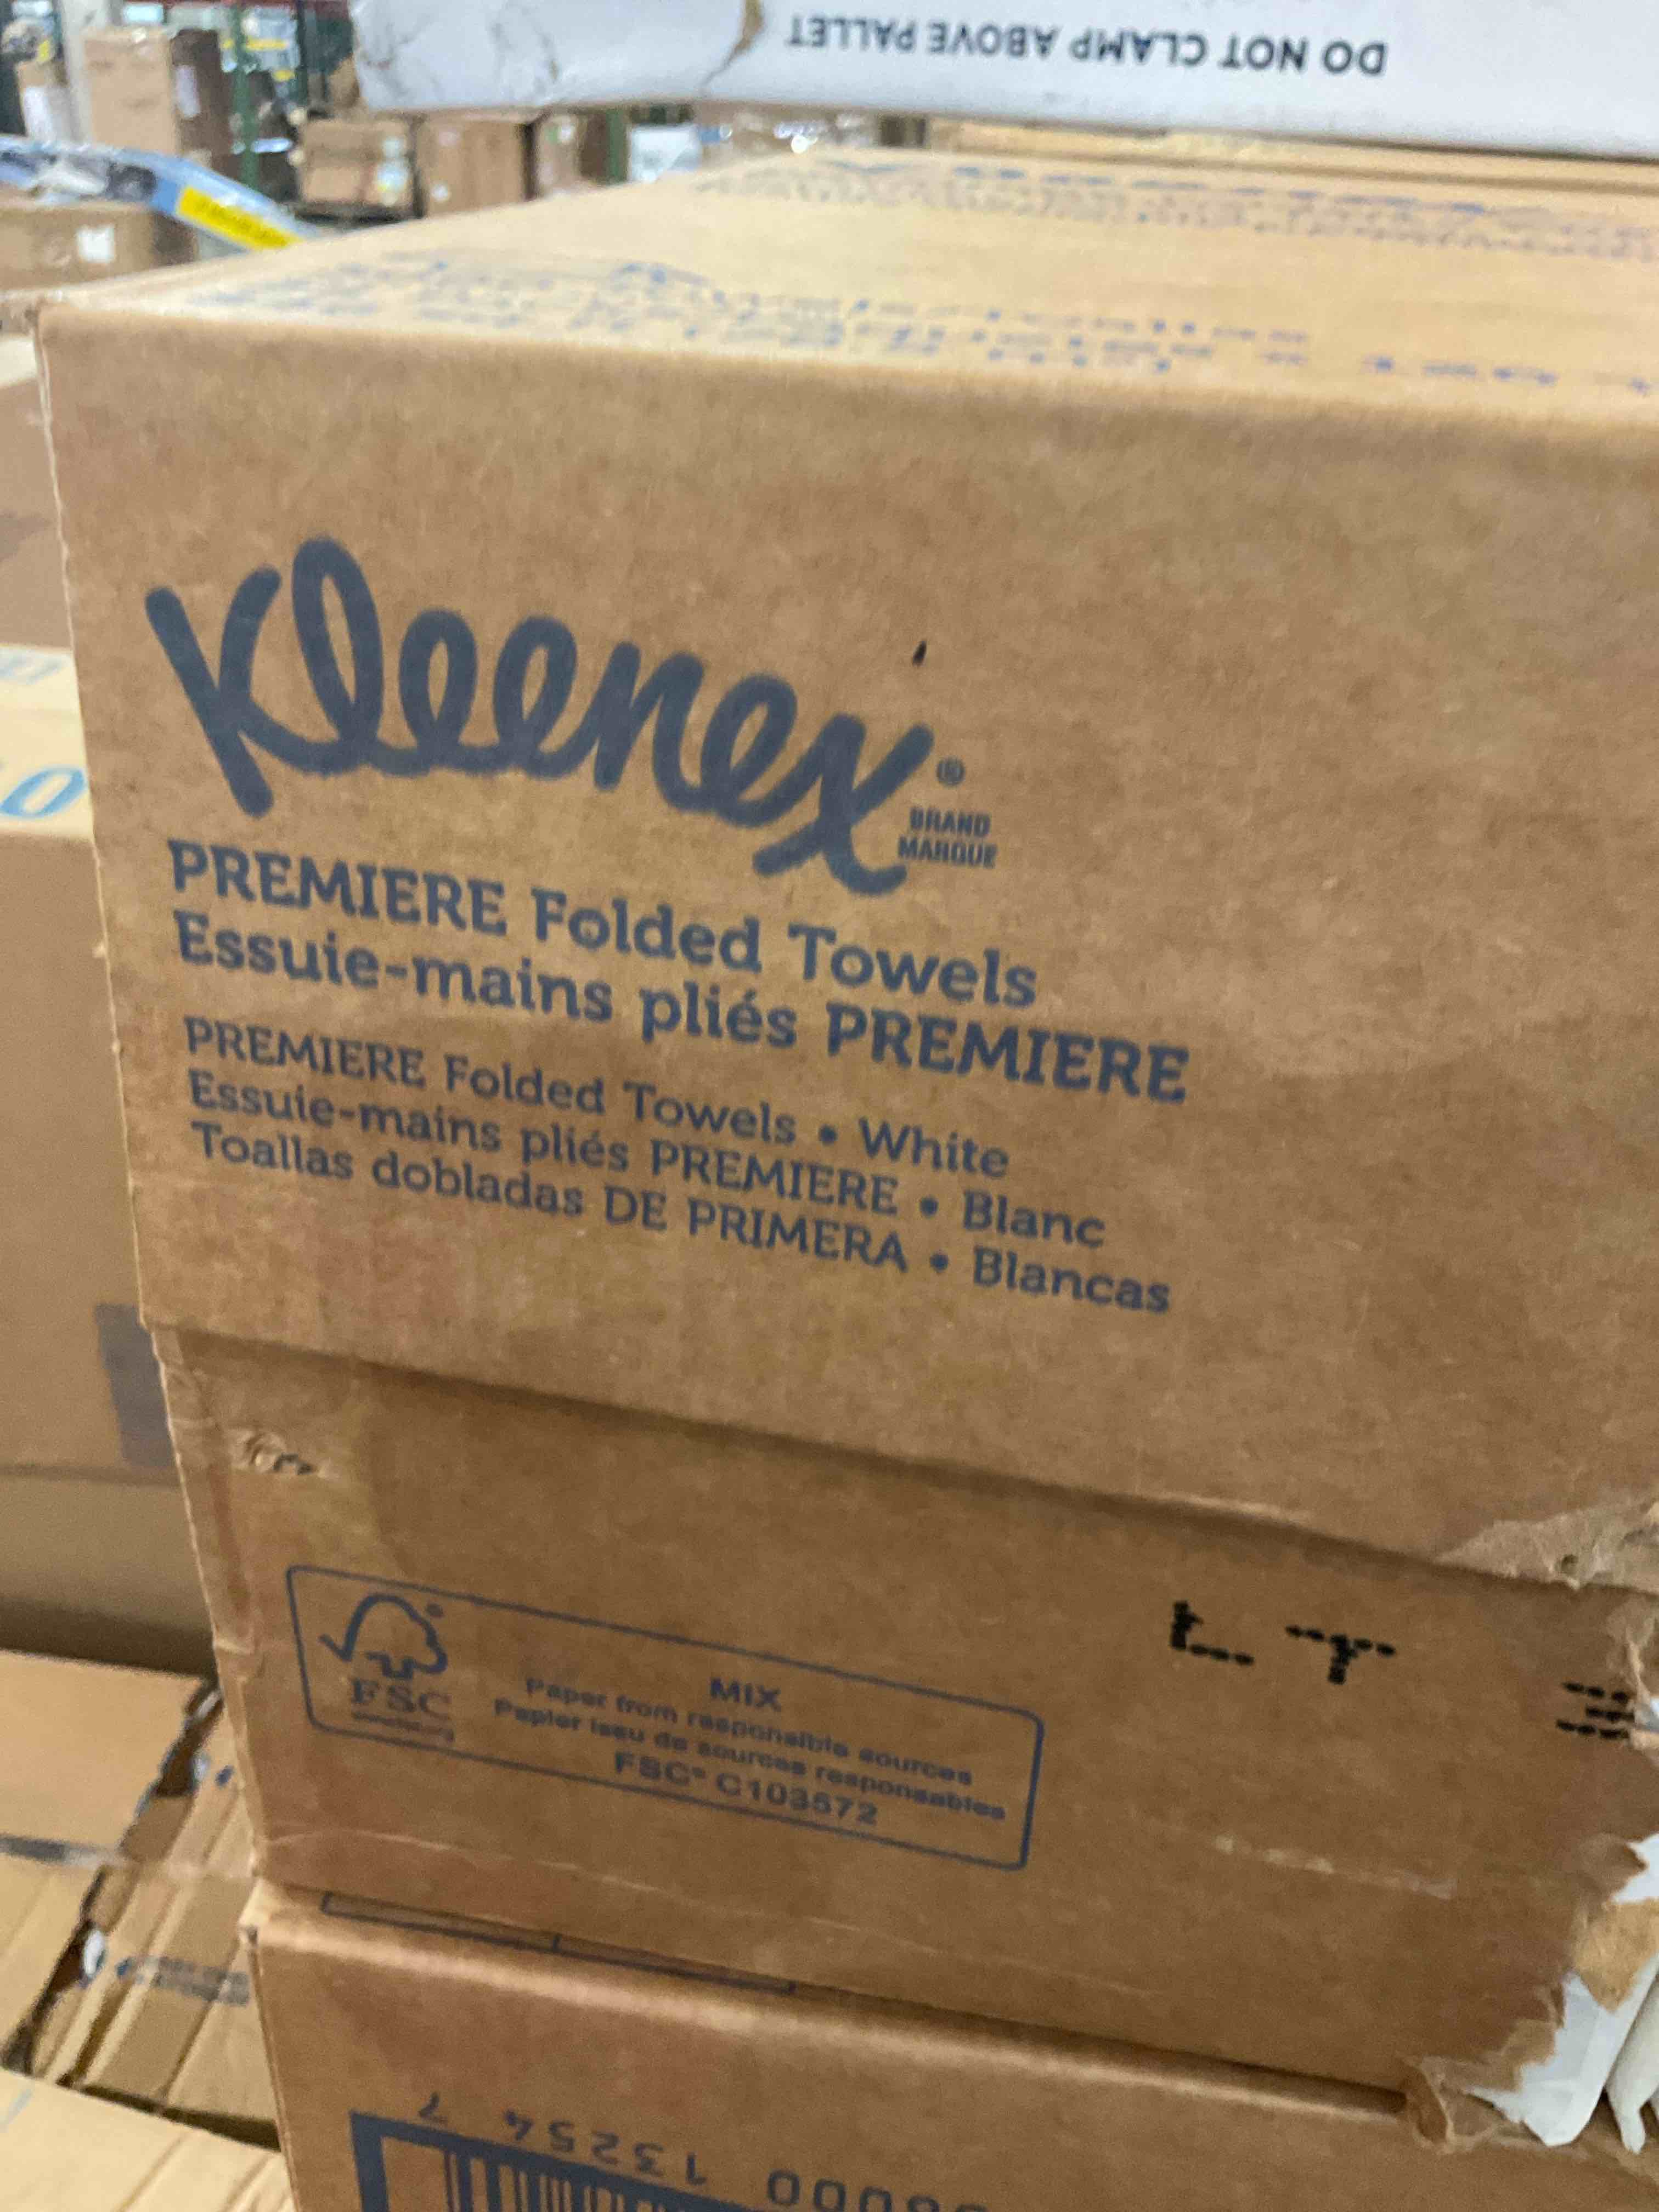 DO NOT CLAMP ABOVE PALLET
Kleenex®
BRAND
MARQUE
PREMIERE Folded Towels
Essuie-mains pliés PREMIERE
PREMIERE Folded Towels • White
Essuie-mains pliés PREMIERE • Blanc
Toallas dobladas DE PRIMERA • Blancas
FSC
MIX
Paper from responsible sources
Papier issu de sources responsables
FSC® C103572
13254 7